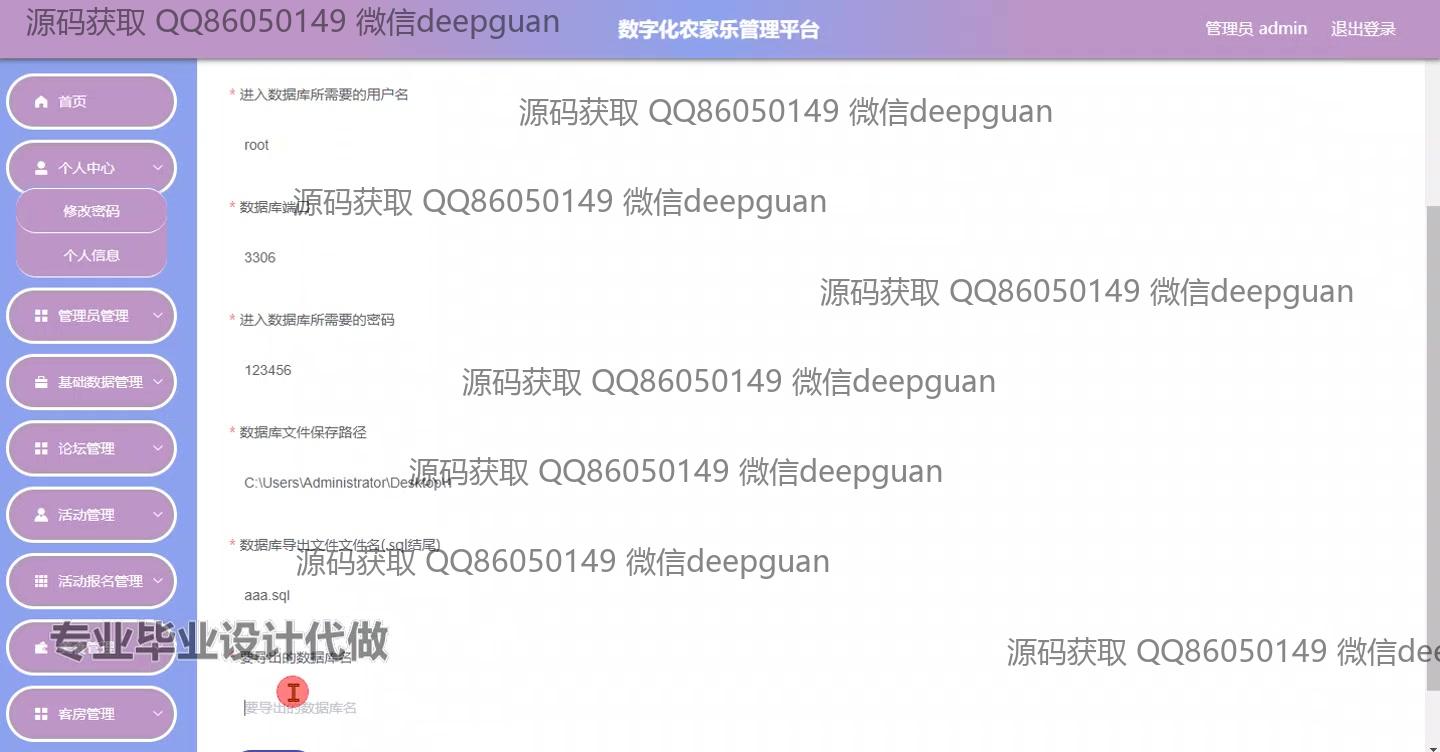 源码获取 QQ86050149 微信deepguan
数字化农家乐管理平台
管理员 admin
退出登录
首页
个人中心
修改密码
个人信息
管理员管理
基础数据管理
论坛管理
活动管理
活动报名管理
客房管理
* 进入数据库所需要的用户名
源码获取 QQ86050149 微信deepguan
root
* 数据库端口
源码获取 QQ86050149 微信deepguan
3306
源码获取 QQ86050149 微信deepguan
* 进入数据库所需要的密码
123456
源码获取 QQ86050149 微信deepguan
* 数据库文件保存路径
C:\Users\Administrator\Desktop\
源码获取 QQ86050149 微信deepguan
* 数据库导出文件文件名(.sql结尾)
源码获取 QQ86050149 微信deepguan
aaa.sql
专业毕业设计代做
* 要导出的数据库名
源码获取 QQ86050149 微信dee
要导出的数据库名